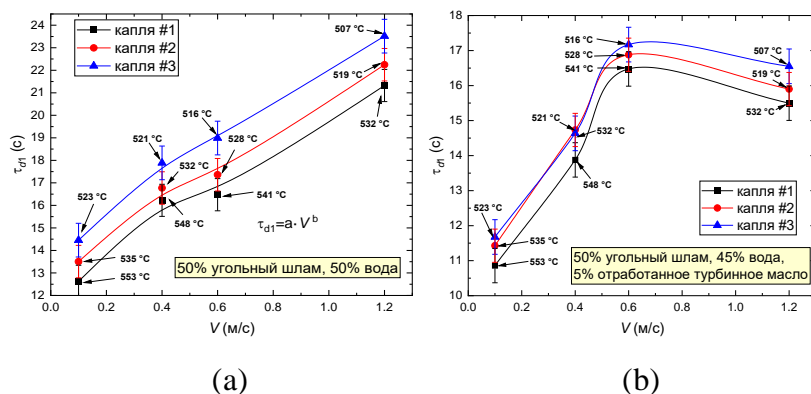 24
23
22
21
20
19
18
17
16
15
14
13
12
τd1 (с)
0.0 0.2 0.4 0.6 0.8 1.0 1.2
V (м/с)
капля #1
капля #2
капля #3
507 °C
519 °C
532 °C
516 °C
521 °C
532 °C
528 °C
541 °C
548 °C
523 °C
535 °C
553 °C
τd1=a· V b
50% угольный шлам, 50% вода
(a)
18
17
16
15
14
13
12
11
10
τd1 (с)
0.0 0.2 0.4 0.6 0.8 1.0 1.2
V (м/с)
516 °C
528 °C
541 °C
507 °C
519 °C
532 °C
521 °C
532 °C
548 °C
523 °C
535 °C
553 °C
капля #1
капля #2
капля #3
50% угольный шлам, 45% вода,
5% отработанное турбинное масло
(b)